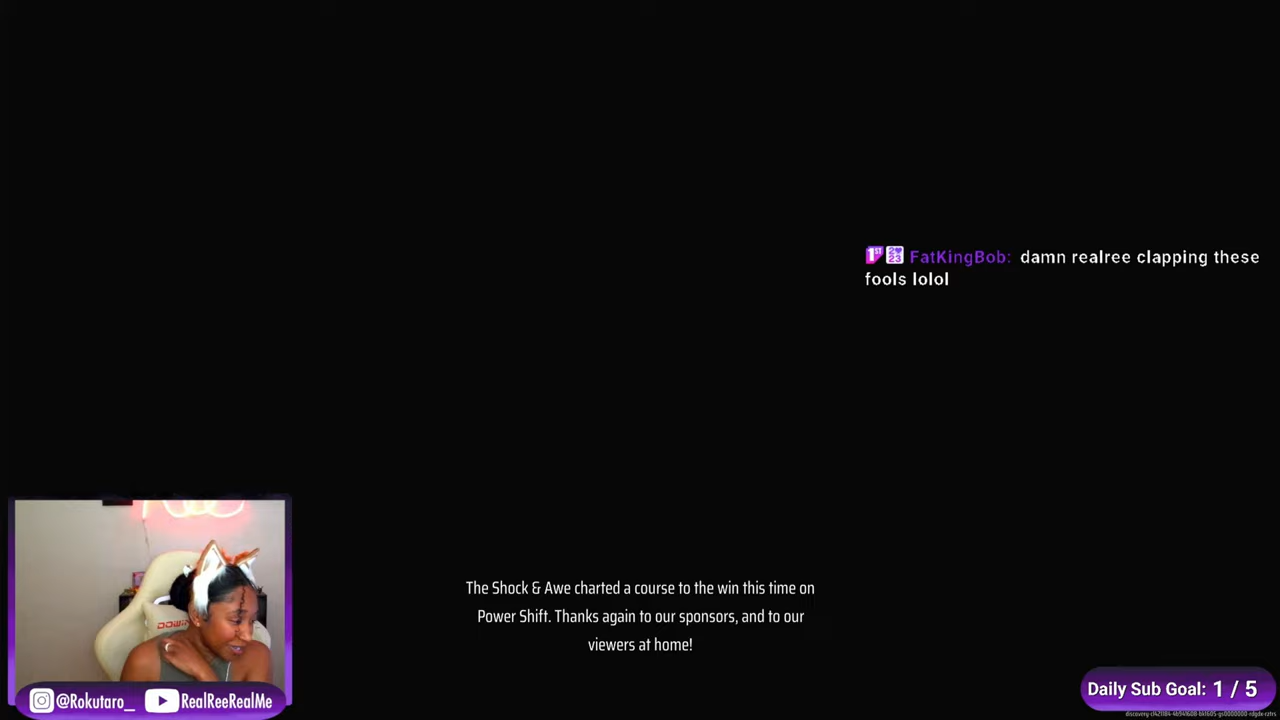 FatKingBob: damn realree clapping these
fools lolol
The Shock & Awe charted a course to the win this time on
Power Shift. Thanks again to our sponsors, and to our
viewers at home!
@Rokutaro_ RealReeRealMe
Daily Sub Goal: 1 / 5